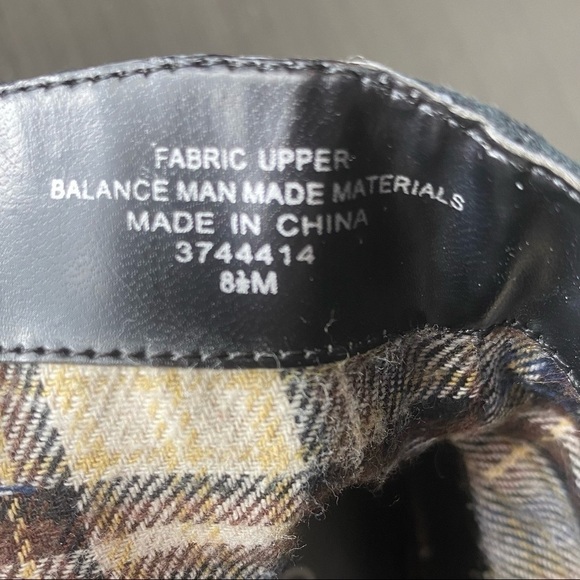 FABRIC UPPER
BALANCE MAN MADE MATERIALS
MADE IN CHINA
3744414
8½M